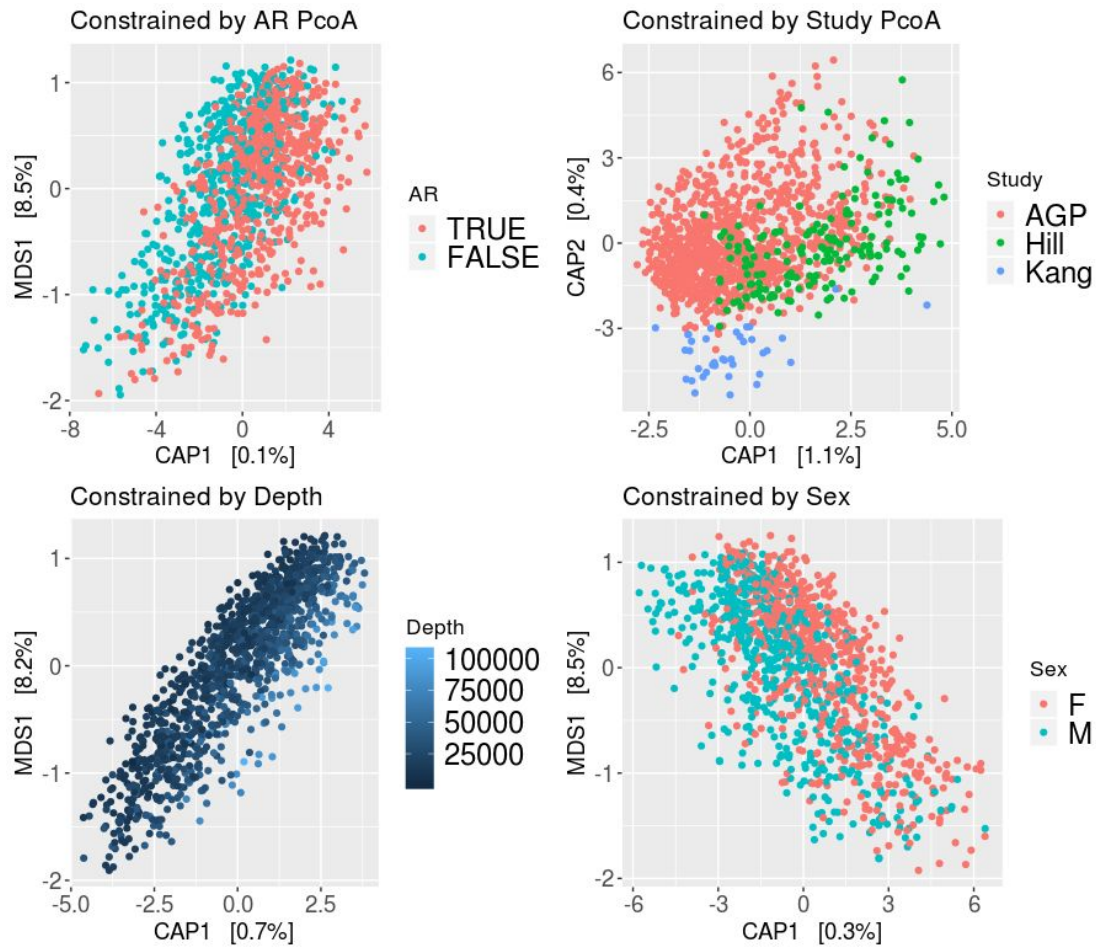 Constrained by AR PcoA
MDS1 [8.5%]
1
0
-1
-2
-8
-4
0
4
CAP1 [0.1%]
AR
TRUE
FALSE
Constrained by Study PcoA
CAP2 [0.4%]
6
3
0
-3
-2.5
0.0
2.5
5.0
CAP1 [1.1%]
Study
AGP
Hill
Kang
Constrained by Depth
MDS1 [8.2%]
1
0
-1
-2
-5.0
-2.5
0.0
2.5
CAP1 [0.7%]
Depth
100000
75000
50000
25000
Constrained by Sex
MDS1 [8.5%]
1
0
-1
-2
-6
-3
0
3
6
CAP1 [0.3%]
Sex
F
M